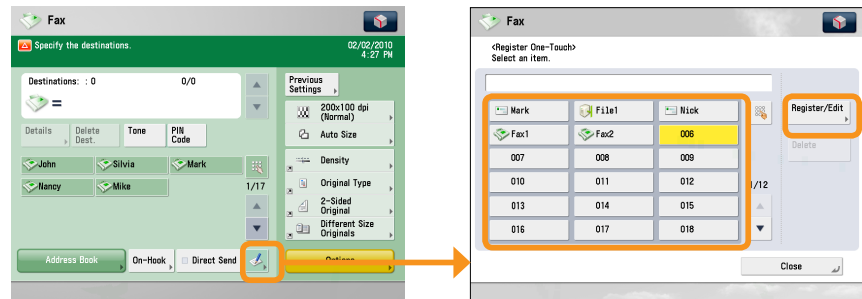 Fax
Specify the destinations.
02/02/2010
4:27 PM
Destinations: : 0 0/0
=
Details
Delete
Dest.
Tone
PIN
Code
John Silvia Mark
Nancy Mike
1/17
Previous
Settings
200x100 dpi
(Normal)
Auto Size
Density
Original Type
2-Sided
Original
Different Size
Originals
Address Book On-Hook Direct Send Options
Fax
<Register One-Touch>
Select an item.
Mark File1 Nick
Fax1 Fax2 006
007 008 009
010 011 012
013 014 015
016 017 018
1/12
Register/Edit
Delete
Close